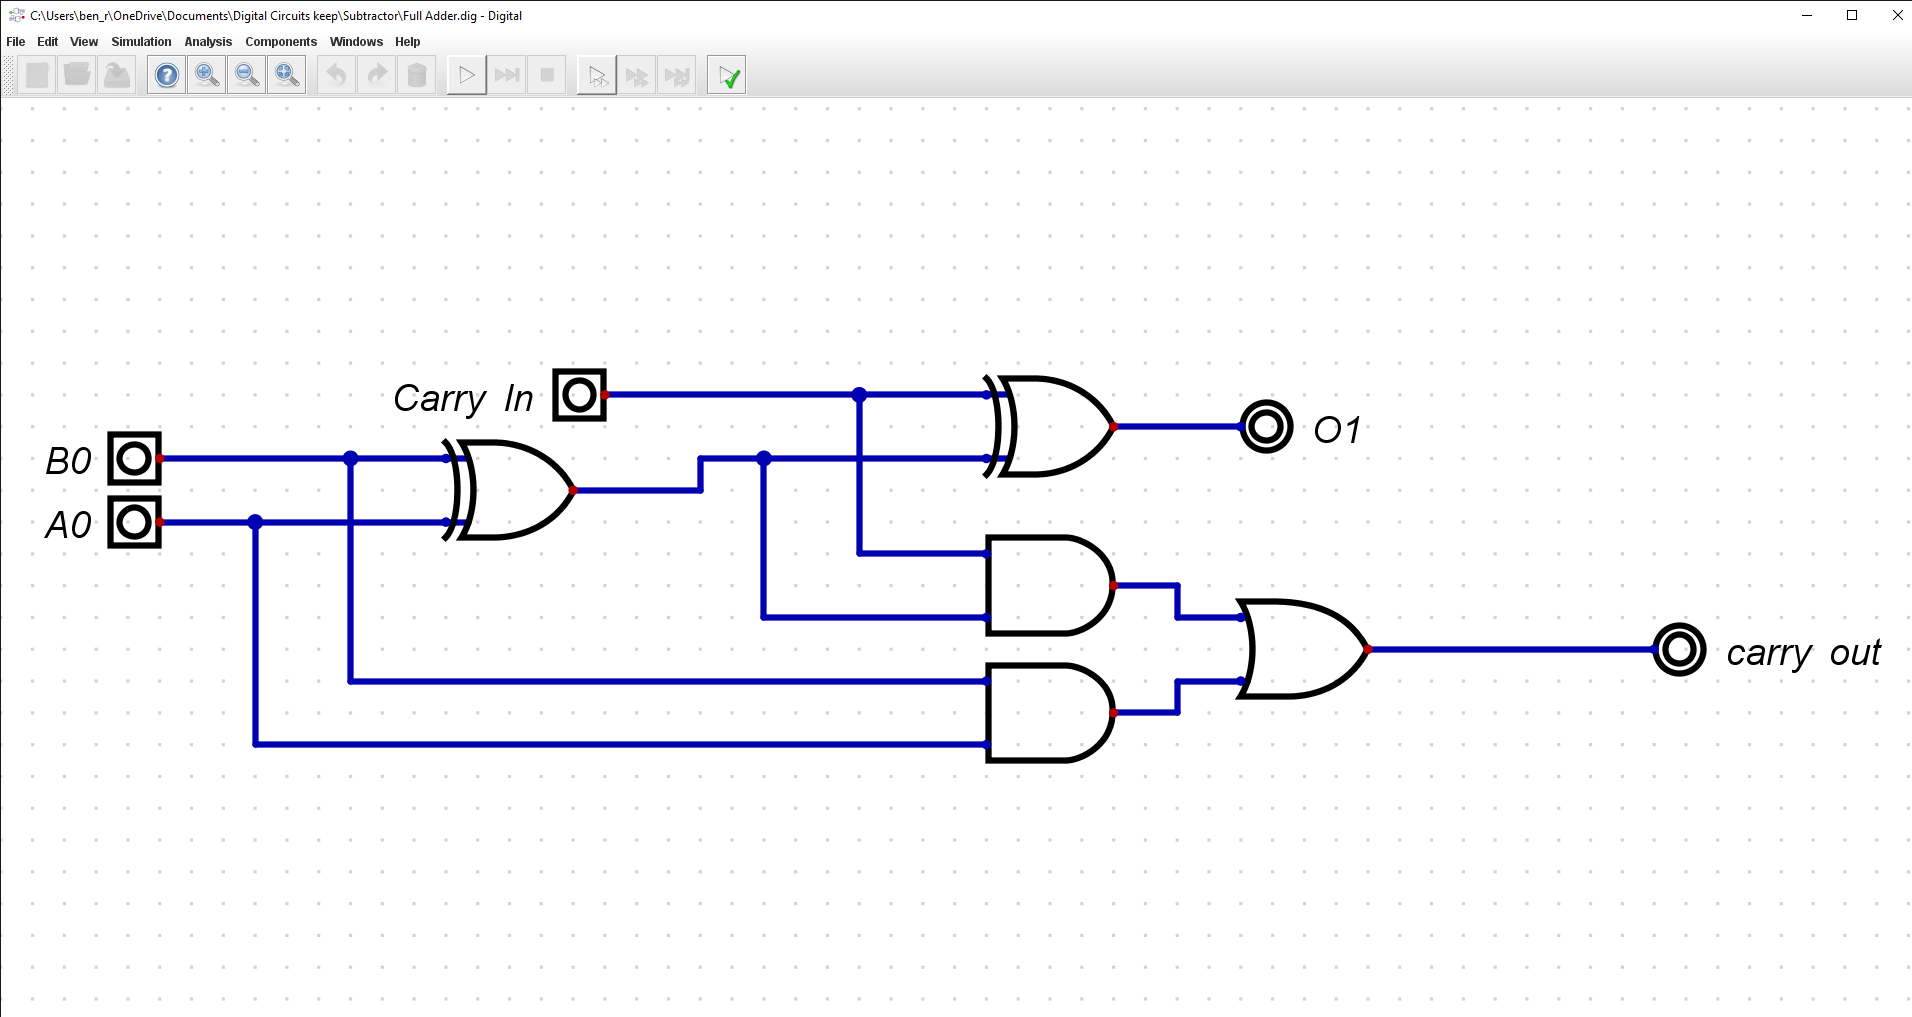 C:\Users\ben_r\OneDrive\Documents\Digital Circuits keep\Subtractor\Full Adder.dig - Digital
File Edit View Simulation Analysis Components Windows Help
?
Carry In
O1
B0
A0
carry out